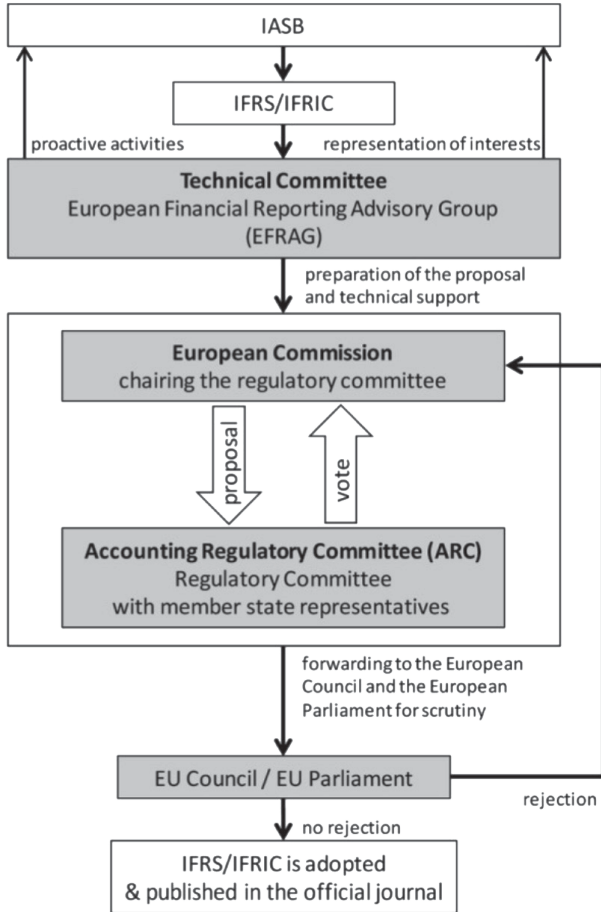 IASB
IFRS/IFRIC
proactive activities
representation of interests
Technical Committee
European Financial Reporting Advisory Group
(EFRAG)
preparation of the proposal
and technical support
European Commission
chairing the regulatory committee
proposal
vote
Accounting Regulatory Committee (ARC)
Regulatory Committee
with member state representatives
forwarding to the European
Council and the European
Parliament for scrutiny
EU Council / EU Parliament
rejection
no rejection
IFRS/IFRIC is adopted
& published in the official journal